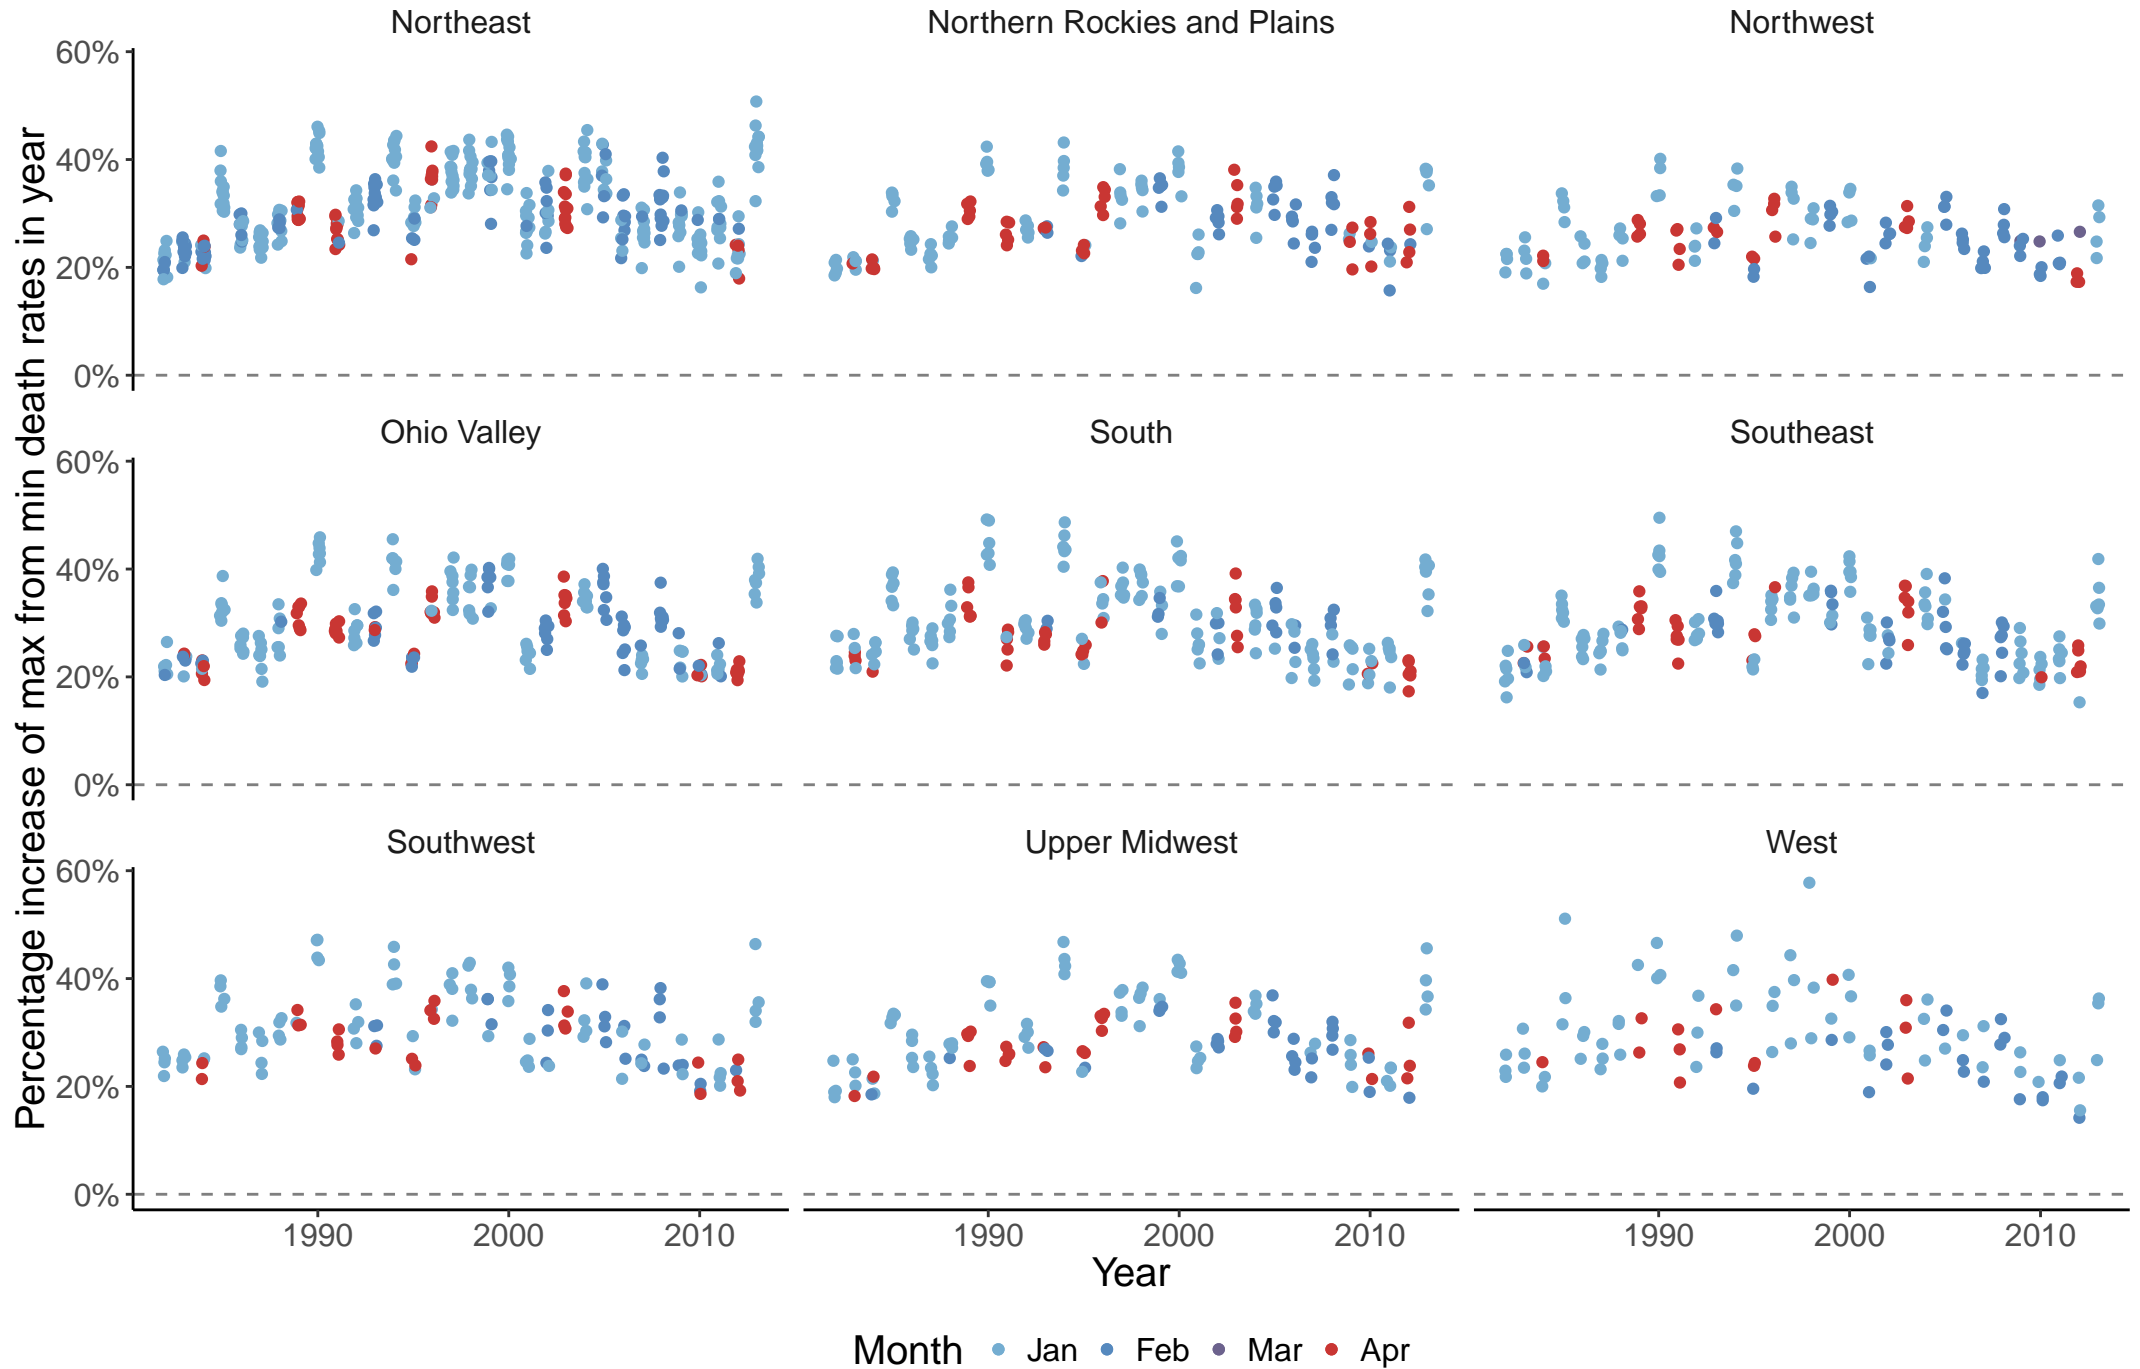 Northeast Northern Rockies and Plains Northwest
60%
40%
20%
0%
Ohio Valley South Southeast
60%
40%
20%
0%
Southwest Upper Midwest West
60%
40%
20%
0%
1990 2000 2010 1990 2000 2010 1990 2000 2010
Percentage increase of max from min death rates in year
Year
Month Jan Feb Mar Apr